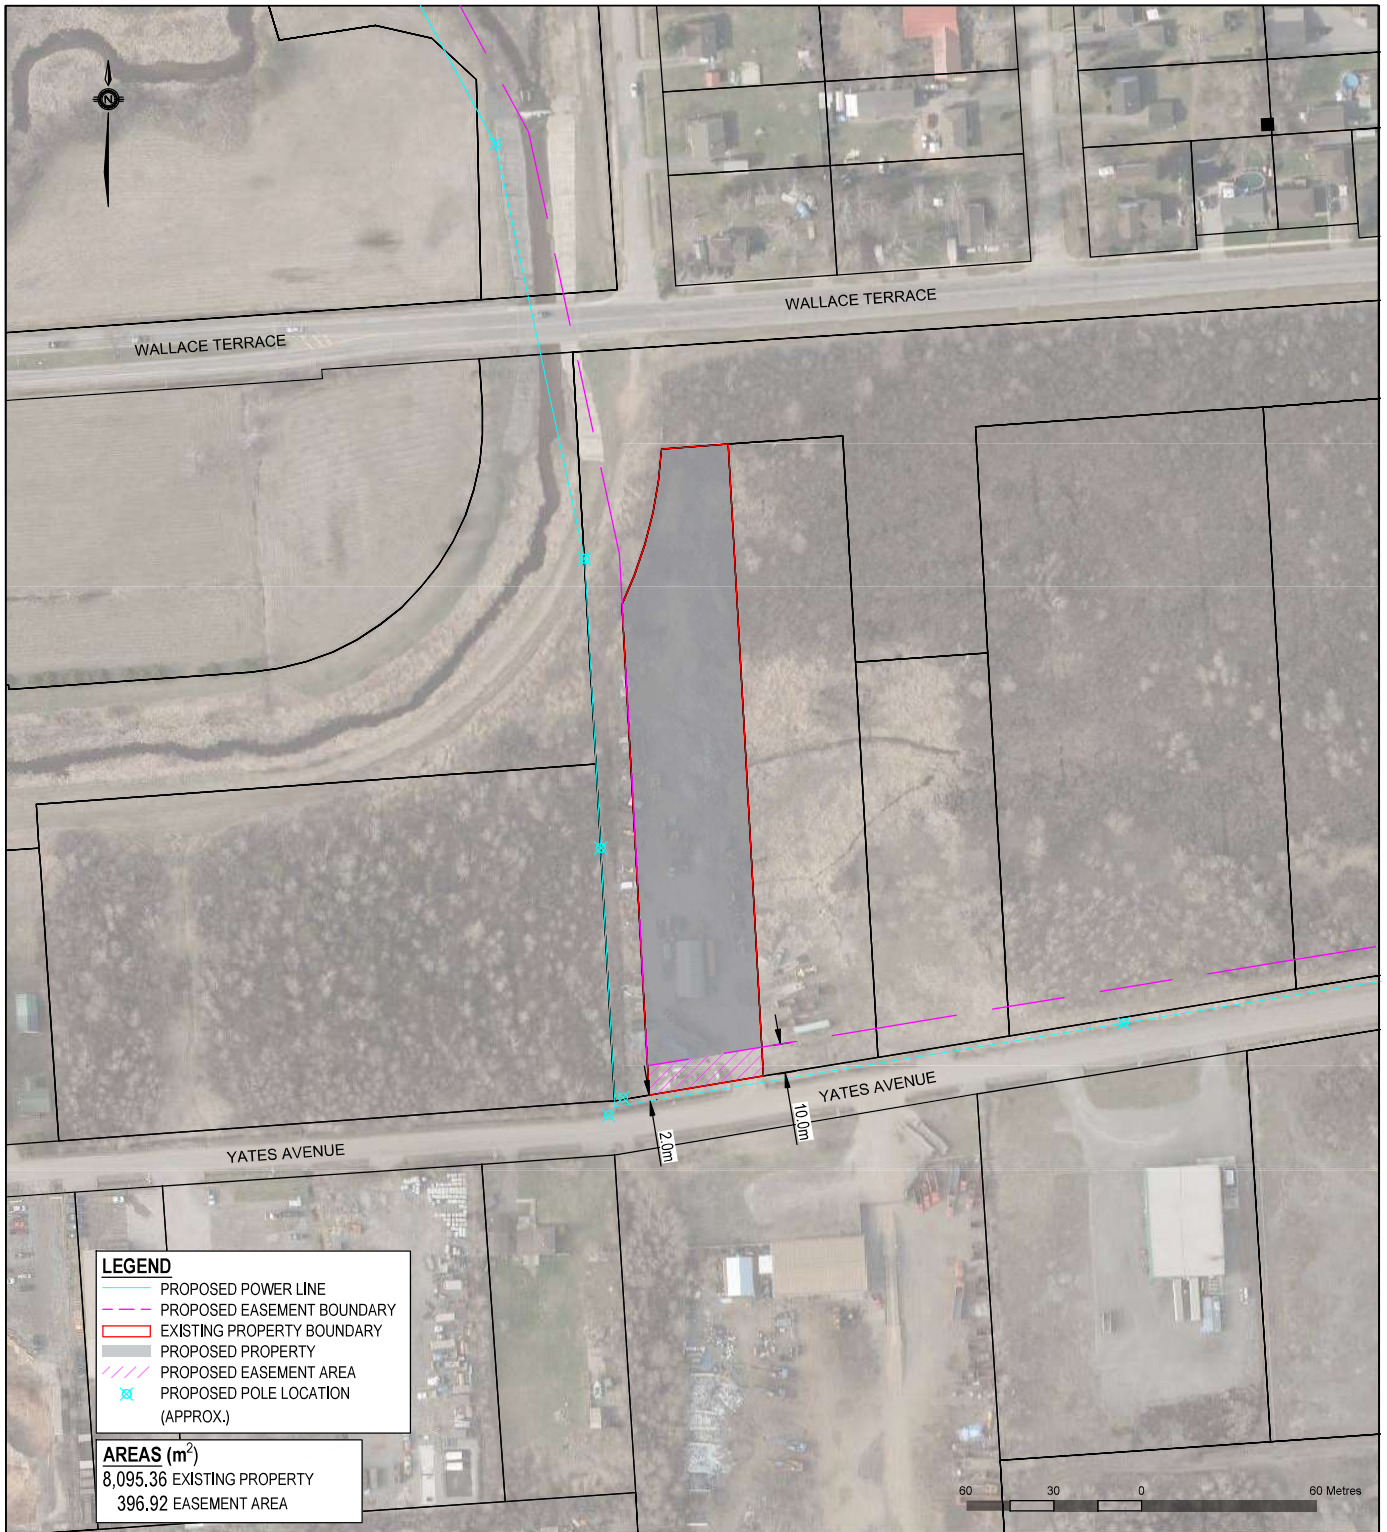 N
WALLACE TERRACE
WALLACE TERRACE
YATES AVENUE
10.0m
2.0m
YATES AVENUE
LEGEND
PROPOSED POWER LINE
PROPOSED EASEMENT BOUNDARY
EXISTING PROPERTY BOUNDARY
PROPOSED PROPERTY
PROPOSED EASEMENT AREA
PROPOSED POLE LOCATION
(APPROX.)
AREAS (m²)
8,095.36 EXISTING PROPERTY
396.92 EASEMENT AREA
60 30 0 60 Metres